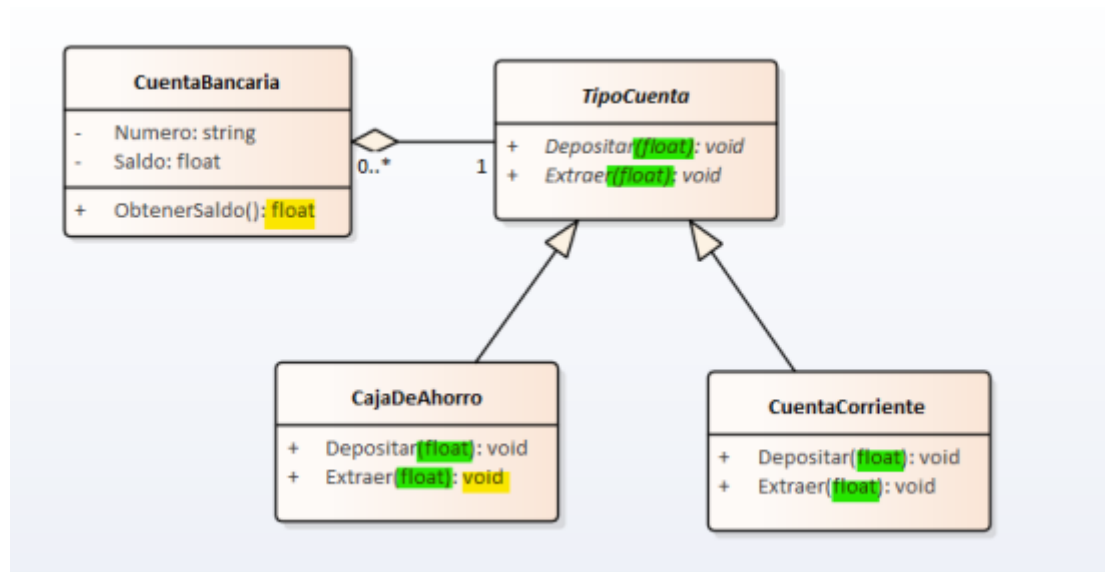 CuentaBancaria
- Numero: string
- Saldo: float
+ ObtenerSaldo(): float
0..*
1
TipoCuenta
+ Depositar(float): void
+ Extraer(float): void
CajaDeAhorro
+ Depositar(float): void
+ Extraer(float): void
CuentaCorriente
+ Depositar(float): void
+ Extraer(float): void